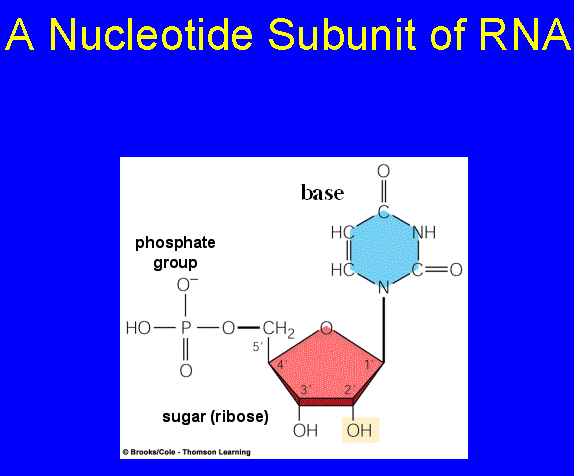 A Nucleotide Subunit of RNA
O
base
C
HC NH
phosphate
group
HC C O
O⁻ N
HO P O CH₂ O
5′
4′ 1′
O
3′ 2′
sugar (ribose)
OH OH
© Brooks/Cole - Thomson Learning